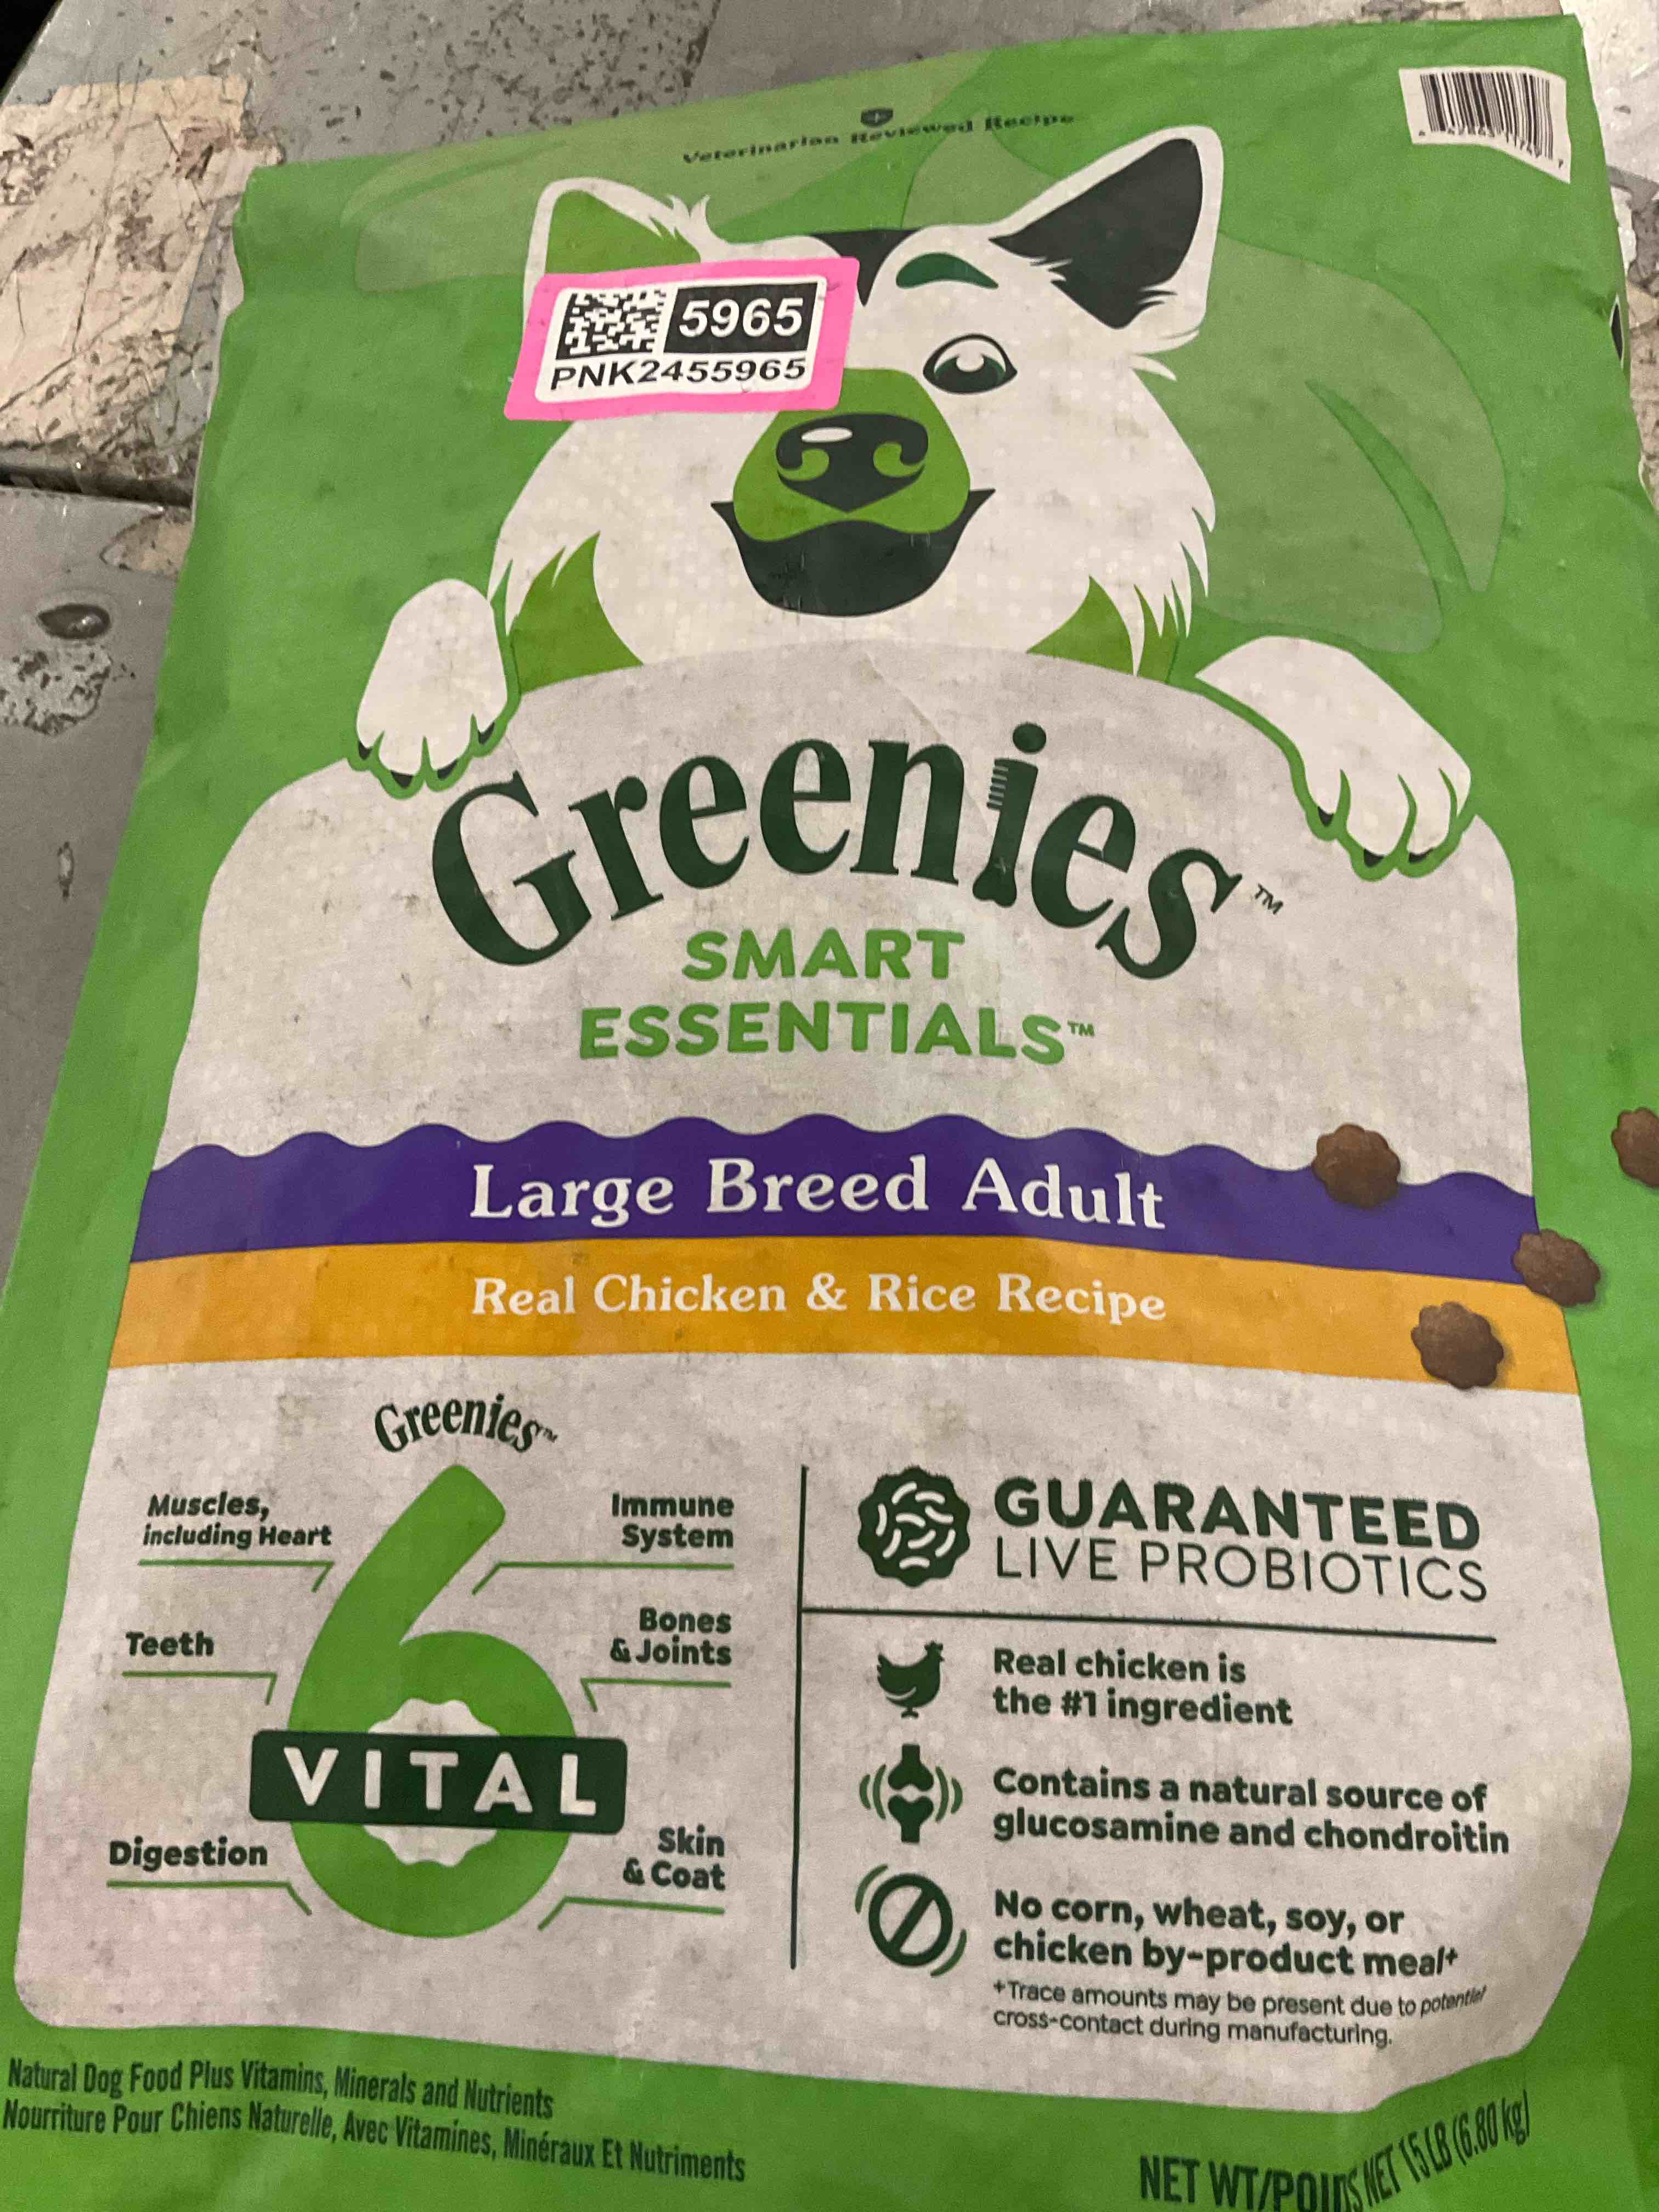 Veterinarian Reviewed Recipe
5965
PNK2455965
Greenies™
SMART
ESSENTIALS™
Large Breed Adult
Real Chicken & Rice Recipe
Greenies™
Muscles,
including Heart
Teeth
Digestion
Immune
System
Bones
& Joints
Skin
& Coat
VITAL
6
GUARANTEED
LIVE PROBIOTICS
Real chicken is
the #1 ingredient
Contains a natural source of
glucosamine and chondroitin
No corn, wheat, soy, or
chicken by-product meal+
+Trace amounts may be present due to potential
cross-contact during manufacturing.
Natural Dog Food Plus Vitamins, Minerals and Nutrients
Nourriture Pour Chiens Naturelle, Avec Vitamines, Minéraux Et Nutriments
NET WT/POIDS NET 15 LB (6.80 kg)